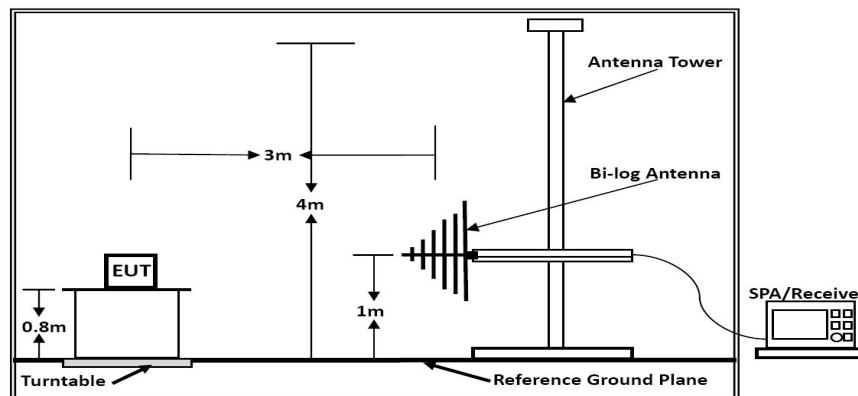 Antenna Tower
3m
Bi-log Antenna
4m
EUT
1m
0.8m
SPA/Receive
Turntable
Reference Ground Plane